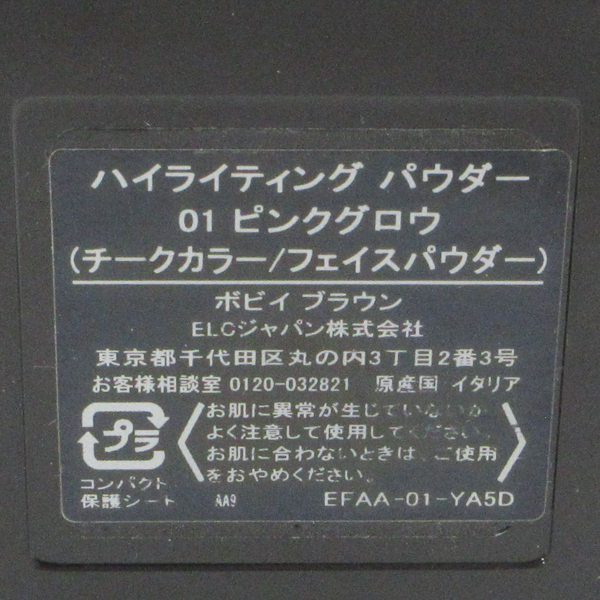 ハイライティング パウダー
01 ピンクグロウ
(チークカラー/フェイスパウダー)
ボビイ ブラウン
ELCジャパン株式会社
東京都千代田区丸の内3丁目2番3号
お客様相談室 0120-032821 原産国 イタリア
プラ
お肌に異常が生じていないか
よく注意して使用してください。
お肌に合わないときは、ご使用
をおやめください。
コンパクト
保護シート AA9 EFAA-01-YA5D